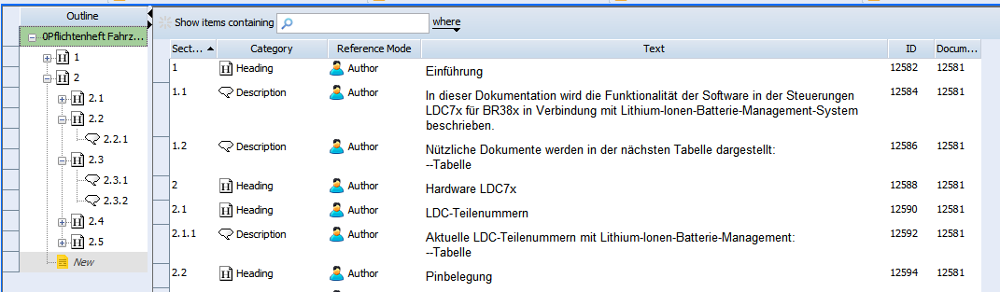 Outline
0Pflichtenheft Fahrz...
1
2
2.1
2.2
2.2.1
2.3
2.3.1
2.3.2
2.4
2.5
New
Show items containing where
Sect... Category Reference Mode Text ID Docum...
1 Heading Author Einführung 12582 12581
1.1 Description Author In dieser Dokumentation wird die Funktionalität der Software in der Steuerungen 12584 12581
LDC7x für BR38x in Verbindung mit Lithium-Ionen-Batterie-Management-System
beschrieben.
1.2 Description Author Nützliche Dokumente werden in der nächsten Tabelle dargestellt: 12586 12581
--Tabelle
2 Heading Author Hardware LDC7x 12588 12581
2.1 Heading Author LDC-Teilenummern 12590 12581
2.1.1 Description Author Aktuelle LDC-Teilenummern mit Lithium-Ionen-Batterie-Management: 12592 12581
--Tabelle
2.2 Heading Author Pinbelegung 12594 12581